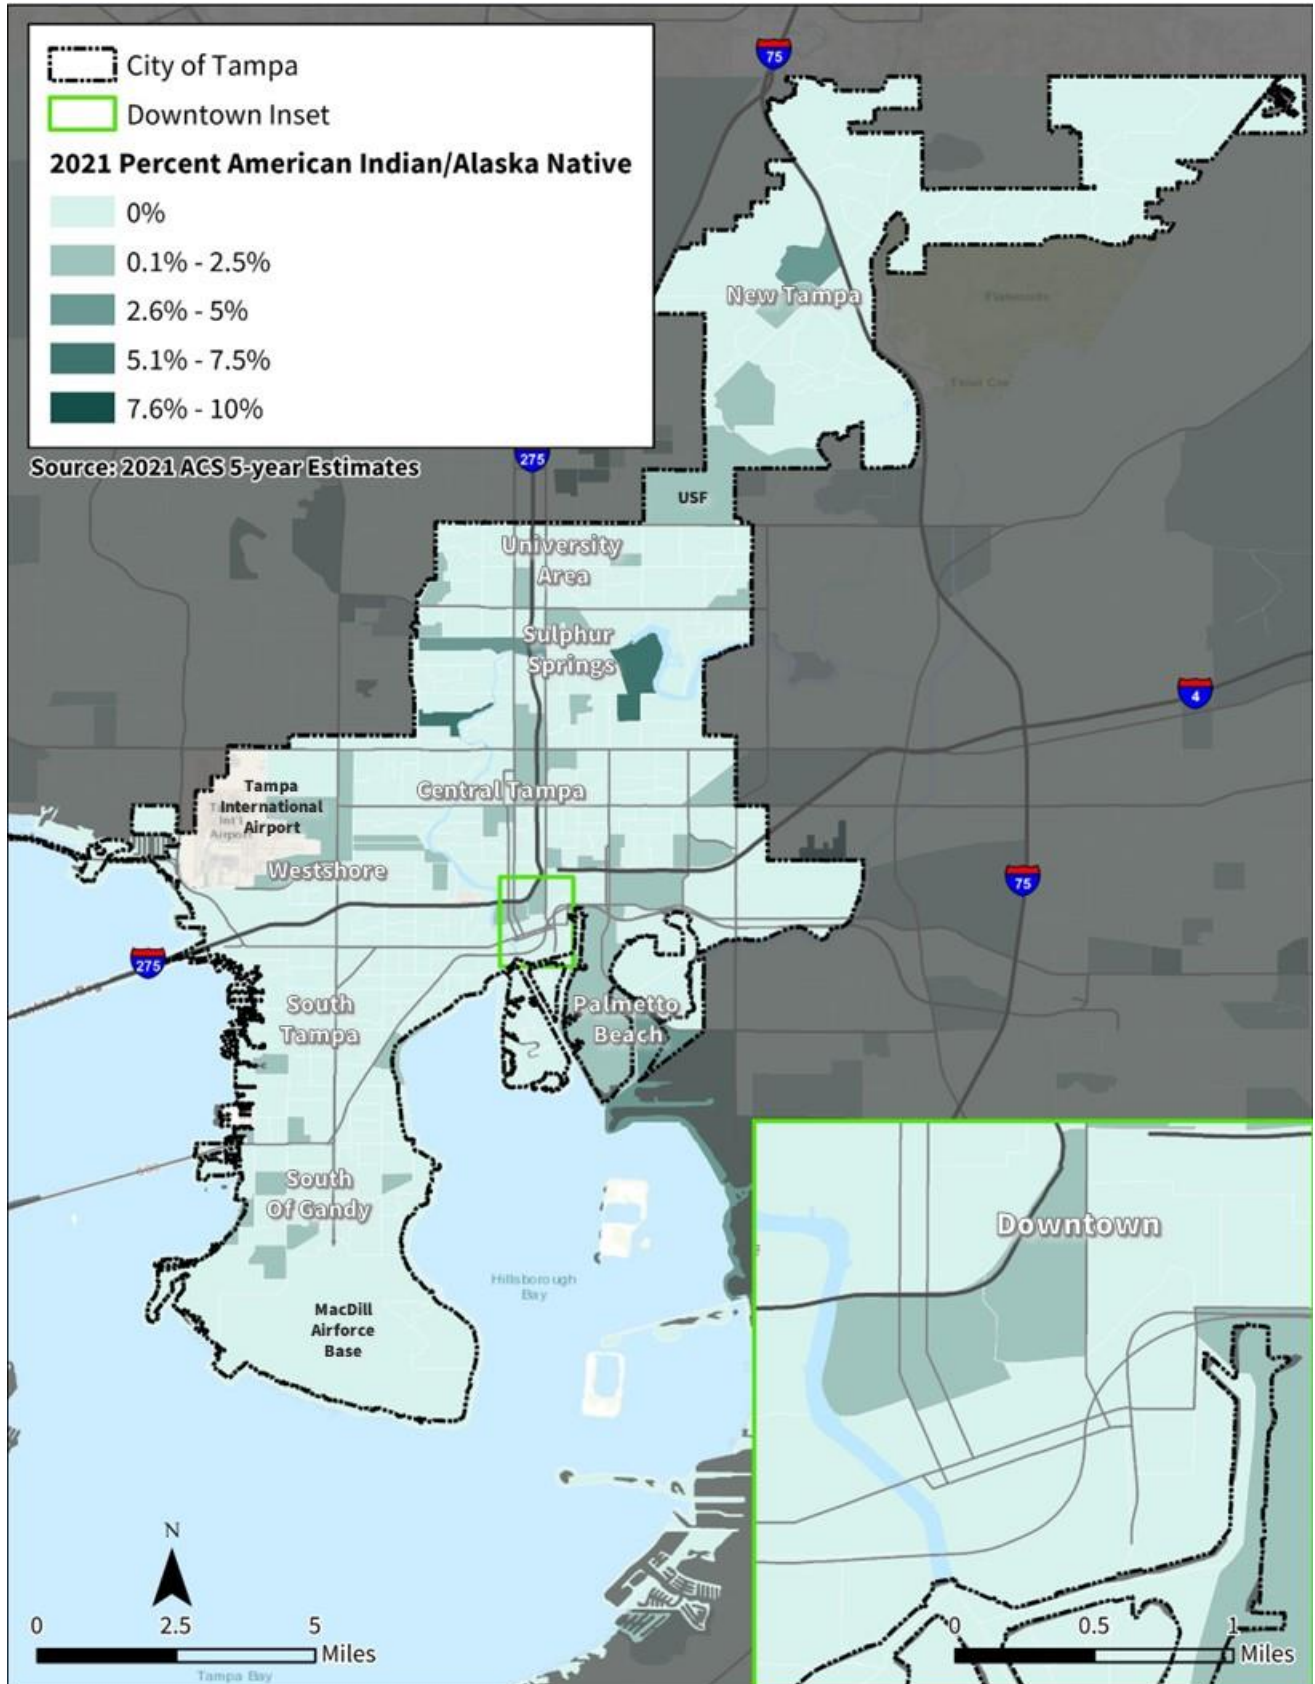 City of Tampa
Downtown Inset
2021 Percent American Indian/Alaska Native
0%
0.1% - 2.5%
2.6% - 5%
5.1% - 7.5%
7.6% - 10%
Source: 2021 ACS 5-year Estimates
75
New Tampa
Flatwoods
275
USF
University
Area
Sulphur
Springs
4
Central Tampa
Tampa
International
Airport
Int'l
Airport
Westshore
75
275
South
Tampa
Palmetto
Beach
South
Of Gandy
Downtown
Hillsborough
Bay
MacDill
Airforce
Base
N
0 2.5 5
Miles
Tampa Bay
0 0.5 1
Miles